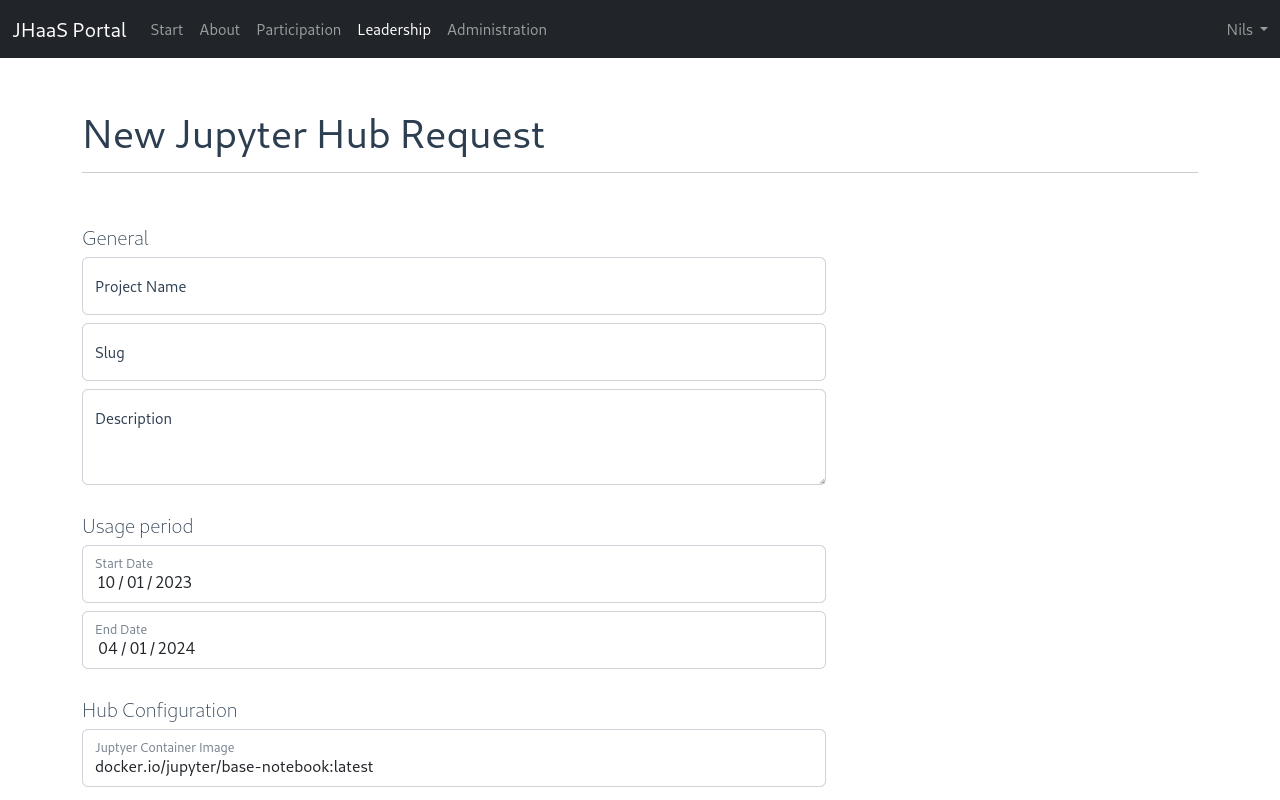 JHaaS Portal Start About Participation Leadership Administration Nils
New Jupyter Hub Request
General
Project Name
Slug
Description
Usage period
Start Date
10 / 01 / 2023
End Date
04 / 01 / 2024
Hub Configuration
Juptyer Container Image
docker.io/jupyter/base-notebook:latest